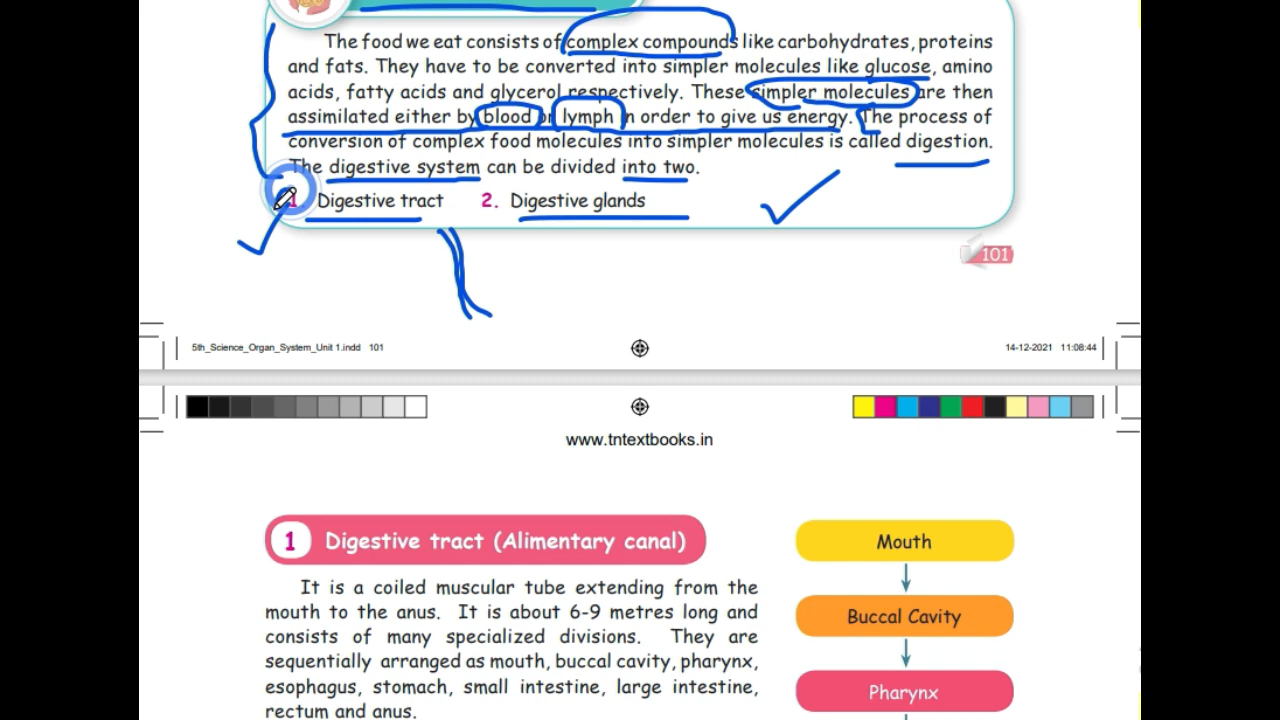 The food we eat consists of complex compounds like carbohydrates, proteins
and fats. They have to be converted into simpler molecules like glucose, amino
acids, fatty acids and glycerol respectively. These simpler molecules are then
assimilated either by blood or lymph in order to give us energy. The process of
conversion of complex food molecules into simpler molecules is called digestion.
The digestive system can be divided into two.
1. Digestive tract 2. Digestive glands
101
5th_Science_Organ_System_Unit 1.indd 101
14-12-2021 11:08:44
www.tntextbooks.in
1 Digestive tract (Alimentary canal)
It is a coiled muscular tube extending from the
mouth to the anus. It is about 6-9 metres long and
consists of many specialized divisions. They are
sequentially arranged as mouth, buccal cavity, pharynx,
esophagus, stomach, small intestine, large intestine,
rectum and anus.
Mouth
Buccal Cavity
Pharynx